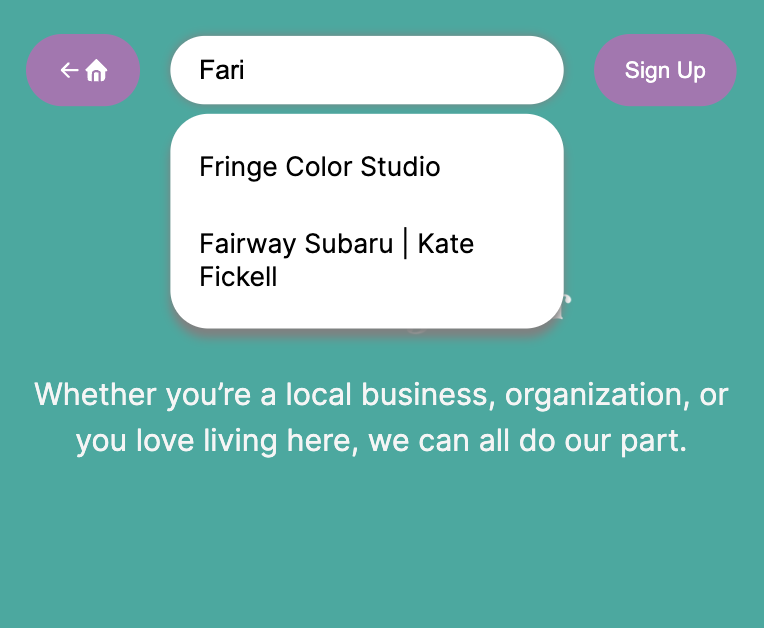 Fari
Sign Up
Fringe Color Studio
Fairway Subaru | Kate
Fickell
Whether you’re a local business, organization, or
you love living here, we can all do our part.